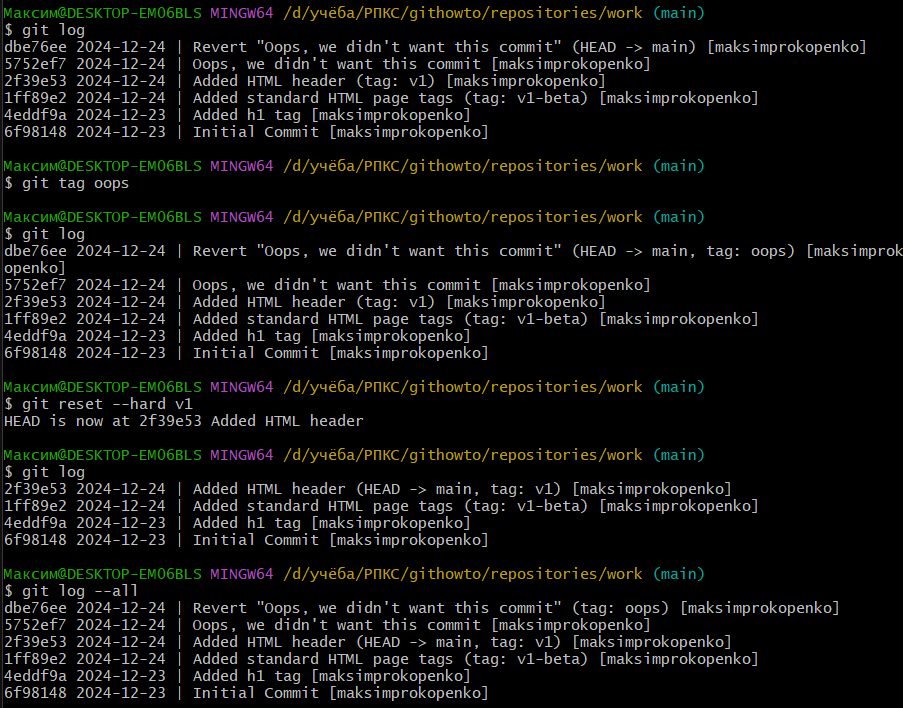 Максим@DESKTOP-EMO6BLS MINGW64 /d/учёба/РПКС/githowto/repositories/work (main)
$ git log
dbe76ee 2024-12-24 | Revert "Oops, we didn't want this commit" (HEAD -> main) [maksimprokopenko]
5752ef7 2024-12-24 | Oops, we didn't want this commit [maksimprokopenko]
2f39e53 2024-12-24 | Added HTML header (tag: v1) [maksimprokopenko]
1ff89e2 2024-12-24 | Added standard HTML page tags (tag: v1-beta) [maksimprokopenko]
4eddf9a 2024-12-23 | Added h1 tag [maksimprokopenko]
6f98148 2024-12-23 | Initial Commit [maksimprokopenko]
Максим@DESKTOP-EMO6BLS MINGW64 /d/учёба/РПКС/githowto/repositories/work (main)
$ git tag oops
Максим@DESKTOP-EMO6BLS MINGW64 /d/учёба/РПКС/githowto/repositories/work (main)
$ git log
dbe76ee 2024-12-24 | Revert "Oops, we didn't want this commit" (HEAD -> main, tag: oops) [maksimprok
openko]
5752ef7 2024-12-24 | Oops, we didn't want this commit [maksimprokopenko]
2f39e53 2024-12-24 | Added HTML header (tag: v1) [maksimprokopenko]
1ff89e2 2024-12-24 | Added standard HTML page tags (tag: v1-beta) [maksimprokopenko]
4eddf9a 2024-12-23 | Added h1 tag [maksimprokopenko]
6f98148 2024-12-23 | Initial Commit [maksimprokopenko]
Максим@DESKTOP-EMO6BLS MINGW64 /d/учёба/РПКС/githowto/repositories/work (main)
$ git reset --hard v1
HEAD is now at 2f39e53 Added HTML header
Максим@DESKTOP-EMO6BLS MINGW64 /d/учёба/РПКС/githowto/repositories/work (main)
$ git log
2f39e53 2024-12-24 | Added HTML header (HEAD -> main, tag: v1) [maksimprokopenko]
1ff89e2 2024-12-24 | Added standard HTML page tags (tag: v1-beta) [maksimprokopenko]
4eddf9a 2024-12-23 | Added h1 tag [maksimprokopenko]
6f98148 2024-12-23 | Initial Commit [maksimprokopenko]
Максим@DESKTOP-EMO6BLS MINGW64 /d/учёба/РПКС/githowto/repositories/work (main)
$ git log --all
dbe76ee 2024-12-24 | Revert "Oops, we didn't want this commit" (tag: oops) [maksimprokopenko]
5752ef7 2024-12-24 | Oops, we didn't want this commit [maksimprokopenko]
2f39e53 2024-12-24 | Added HTML header (HEAD -> main, tag: v1) [maksimprokopenko]
1ff89e2 2024-12-24 | Added standard HTML page tags (tag: v1-beta) [maksimprokopenko]
4eddf9a 2024-12-23 | Added h1 tag [maksimprokopenko]
6f98148 2024-12-23 | Initial Commit [maksimprokopenko]